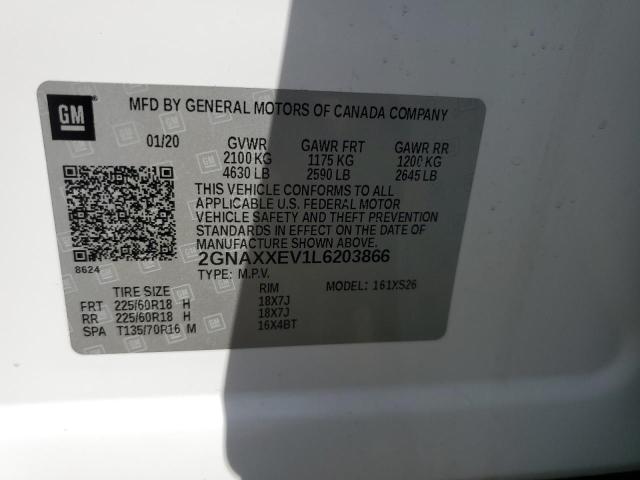 GM
MFD BY GENERAL MOTORS OF CANADA COMPANY
01/20 GVWR GAWR FRT GAWR RR
2100 KG 1175 KG 1200 KG
4630 LB 2590 LB 2645 LB
THIS VEHICLE CONFORMS TO ALL
APPLICABLE U.S. FEDERAL MOTOR
VEHICLE SAFETY AND THEFT PREVENTION
STANDARDS IN EFFECT ON THE DATE OF
MANUFACTURE SHOWN ABOVE.
8624 2GNAXXEV1L6203866
TYPE: M.P.V.
TIRE SIZE RIM MODEL: 161XS26
FRT 225/60R18 H 18X7J
RR 225/60R18 H 18X7J
SPA T135/70R16 M 16X4BT